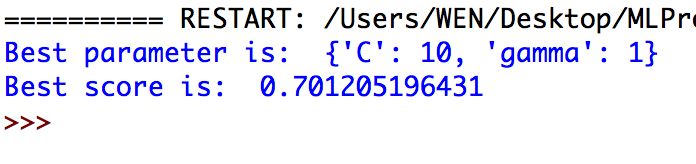 ========== RESTART: /Users/WEN/Desktop/MLPr
Best parameter is:  {'C': 10, 'gamma': 1}
Best score is:  0.701205196431
>>>